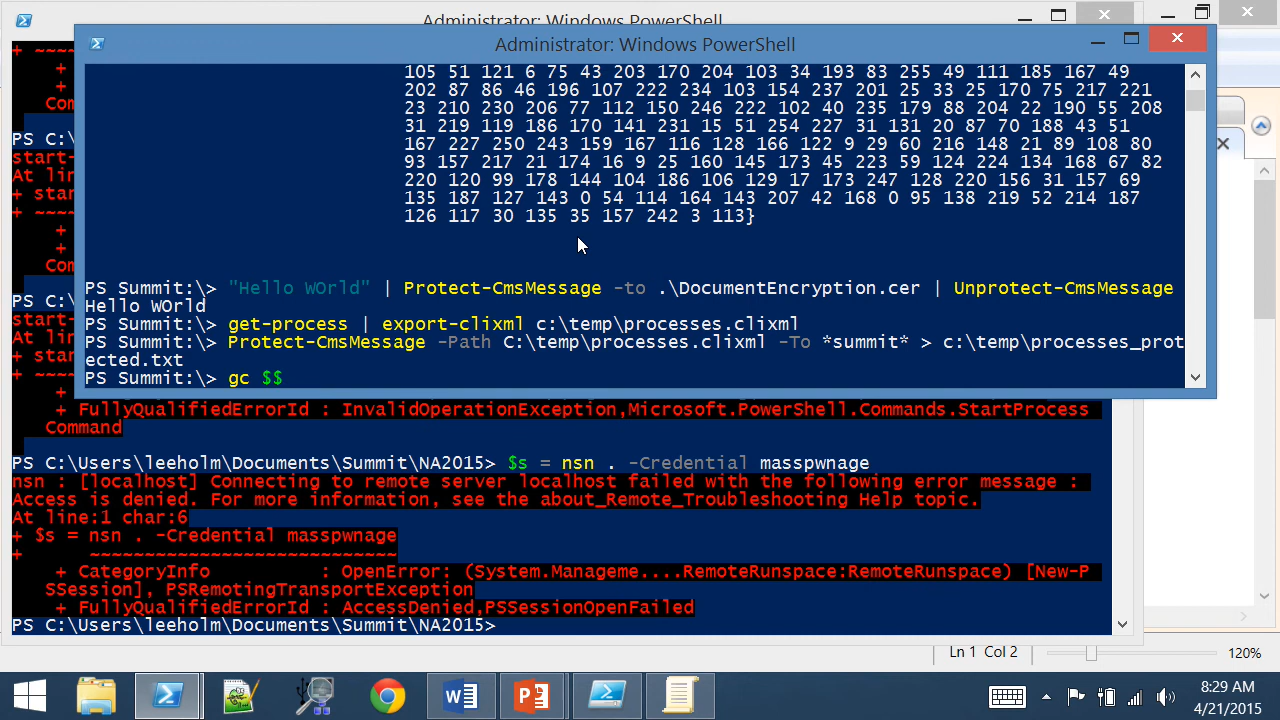 Administrator: Windows PowerShell
Administrator: Windows PowerShell
105 51 121 6 75 43 203 170 204 103 34 193 83 255 49 111 185 167 49
202 87 86 46 196 107 222 234 103 154 237 201 25 33 25 170 75 217 221
23 210 230 206 77 112 150 246 222 102 40 235 179 88 204 22 190 55 208
31 219 119 186 170 141 231 15 51 254 227 31 131 20 87 70 188 43 51
167 227 250 243 159 167 116 128 166 122 9 29 60 216 148 21 89 108 80
93 157 217 21 174 16 9 25 160 145 173 45 223 59 124 224 134 168 67 82
220 120 99 178 144 104 186 106 129 17 173 247 128 220 156 31 157 69
135 187 127 143 0 54 114 164 143 207 42 168 0 95 138 219 52 214 187
126 117 30 135 35 157 242 3 113}
PS Summit:\> "Hello WOrld" | Protect-CmsMessage -to .\DocumentEncryption.cer | Unprotect-CmsMessage
Hello WOrld
PS Summit:\> get-process | export-clixml c:\temp\processes.clixml
PS Summit:\> Protect-CmsMessage -Path C:\temp\processes.clixml -To *summit* > c:\temp\processes_prot
ected.txt
PS Summit:\> gc $$
+ ~~~~
+
Com
PS C:\
start-
At lin
+ star
+ ~~~~
+
+
Com
PS C:\
start-
At lin
+ star
+ ~~~~
+
+ FullyQualifiedErrorId : InvalidOperationException,Microsoft.PowerShell.Commands.StartProcess
Command
PS C:\Users\leeholm\Documents\Summit\NA2015> $s = nsn . -Credential masspwnage
nsn : [localhost] Connecting to remote server localhost failed with the following error message :
Access is denied. For more information, see the about_Remote_Troubleshooting Help topic.
At line:1 char:6
+ $s = nsn . -Credential masspwnage
+      ~~~~~~~~~~~~~~~~~~~~~~~~~~~~
+ CategoryInfo          : OpenError: (System.Manageme....RemoteRunspace:RemoteRunspace) [New-P
SSession], PSRemotingTransportException
+ FullyQualifiedErrorId : AccessDenied,PSSessionOpenFailed
PS C:\Users\leeholm\Documents\Summit\NA2015>
Ln 1 Col 2
120%
8:29 AM
4/21/2015